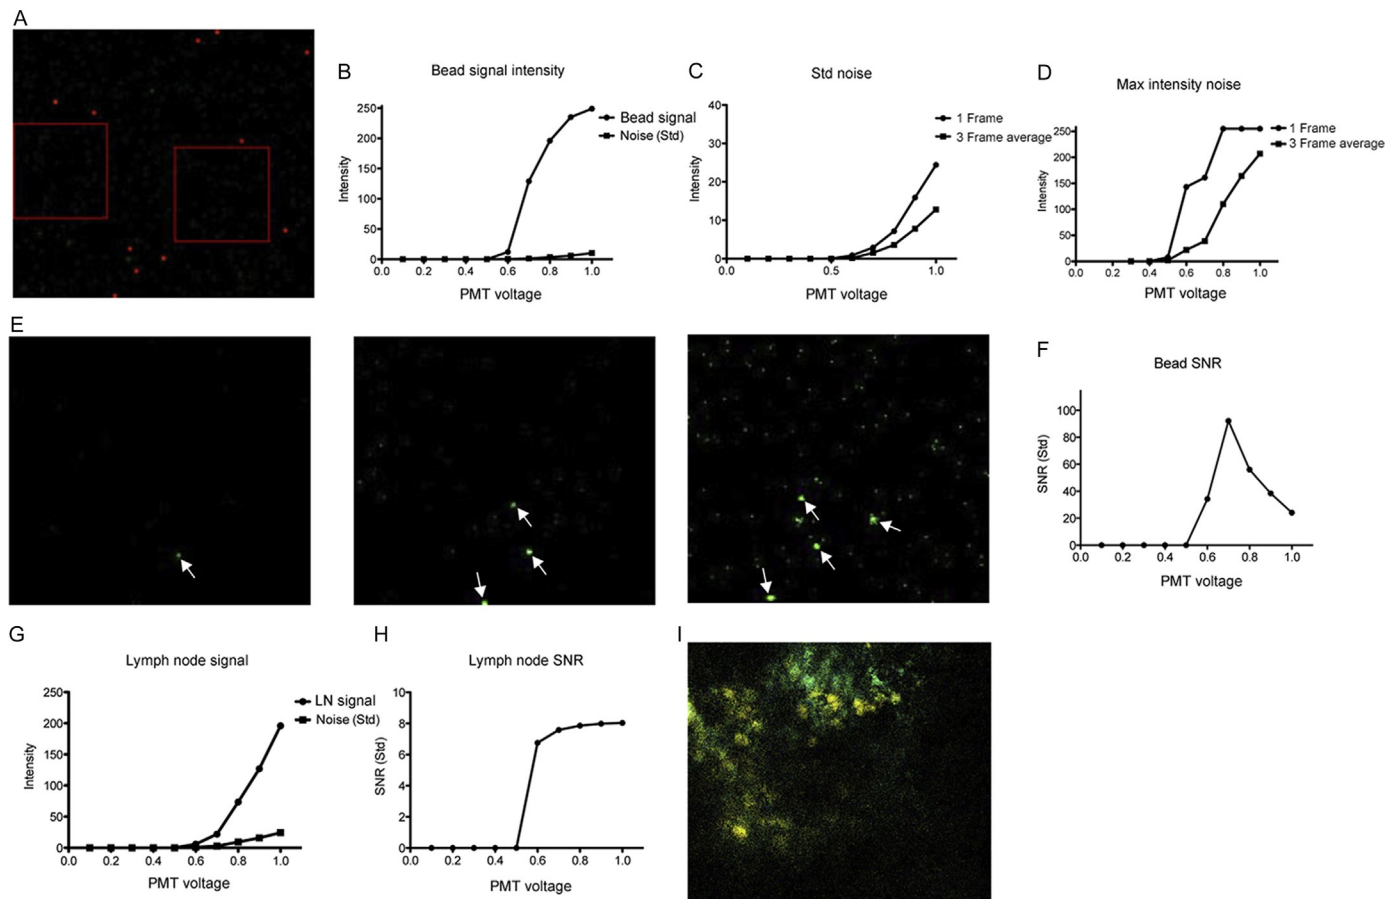 A
B
Bead signal intensity
250
200
150
100
50
0
0.0 0.2 0.4 0.6 0.8 1.0
Intensity
PMT voltage
Bead signal
Noise (Std)
C
Std noise
40
30
20
10
0
0.0 0.5 1.0
Intensity
PMT voltage
1 Frame
3 Frame average
D
Max intensity noise
250
200
150
100
50
0
0.0 0.2 0.4 0.6 0.8 1.0
Intensity
PMT voltage
1 Frame
3 Frame average
E
F
Bead SNR
100
80
60
40
20
0
0.0 0.2 0.4 0.6 0.8 1.0
SNR (Std)
PMT voltage
G
Lymph node signal
250
200
150
100
50
0
0.0 0.2 0.4 0.6 0.8 1.0
Intensity
PMT voltage
LN signal
Noise (Std)
H
Lymph node SNR
10
8
6
4
2
0
0.0 0.2 0.4 0.6 0.8 1.0
SNR (Std)
PMT voltage
I